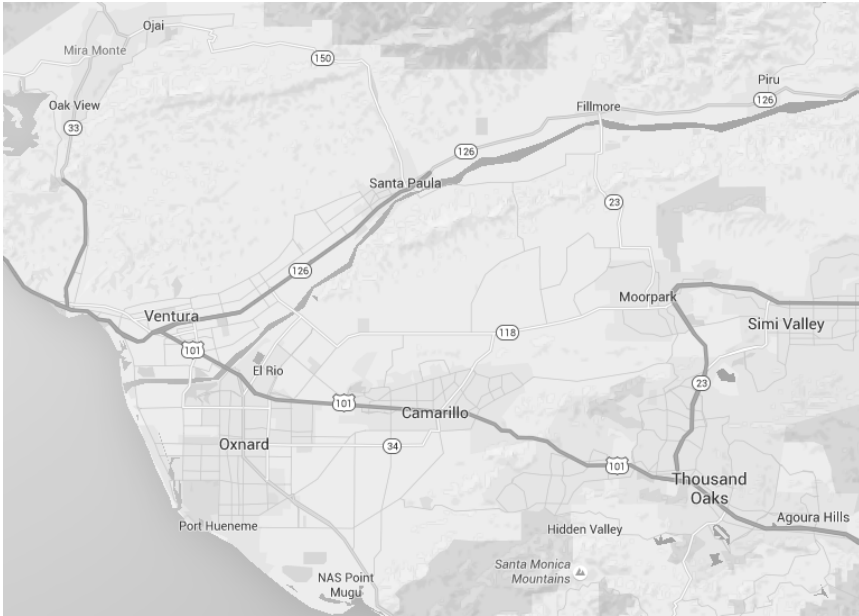 Ojai
Mira Monte
150
Piru
126
Oak View
Fillmore
33
126
Santa Paula
23
126
Moorpark
Ventura
Simi Valley
118
101
El Rio
23
101
Camarillo
Oxnard
34
101
Thousand
Oaks
Agoura Hills
Port Hueneme
Hidden Valley
Santa Monica
Mountains
NAS Point
Mugu